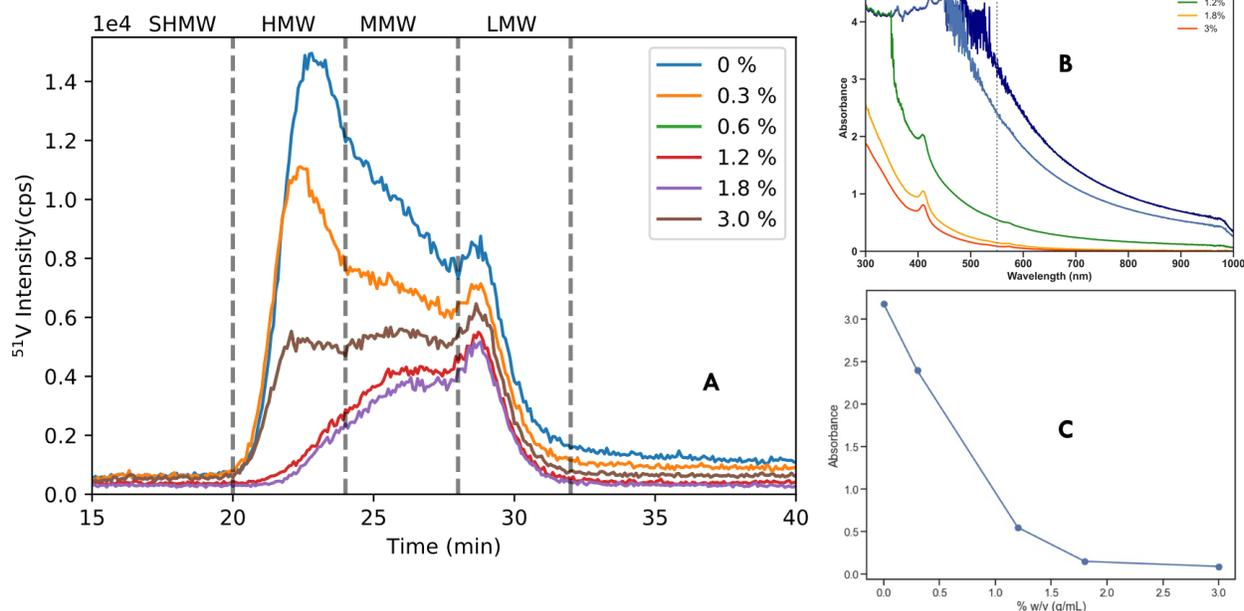 1e4 SHMW HMW MMW LMW
0 %
0.3 %
0.6 %
1.2 %
1.8 %
3.0 %
1.4
1.2
1.0
0.8
0.6
0.4
0.2
0.0
⁵¹V Intensity(cps)
A
15 20 25 30 35 40
Time (min)
1.2%
1.8%
3%
B
4
3
2
1
0
Absorbance
300 400 500 600 700 800 900 1000
Wavelength (nm)
C
3.0
2.5
2.0
1.5
1.0
0.5
0.0
Absorbance
0.0 0.5 1.0 1.5 2.0 2.5 3.0
% w/v (g/mL)